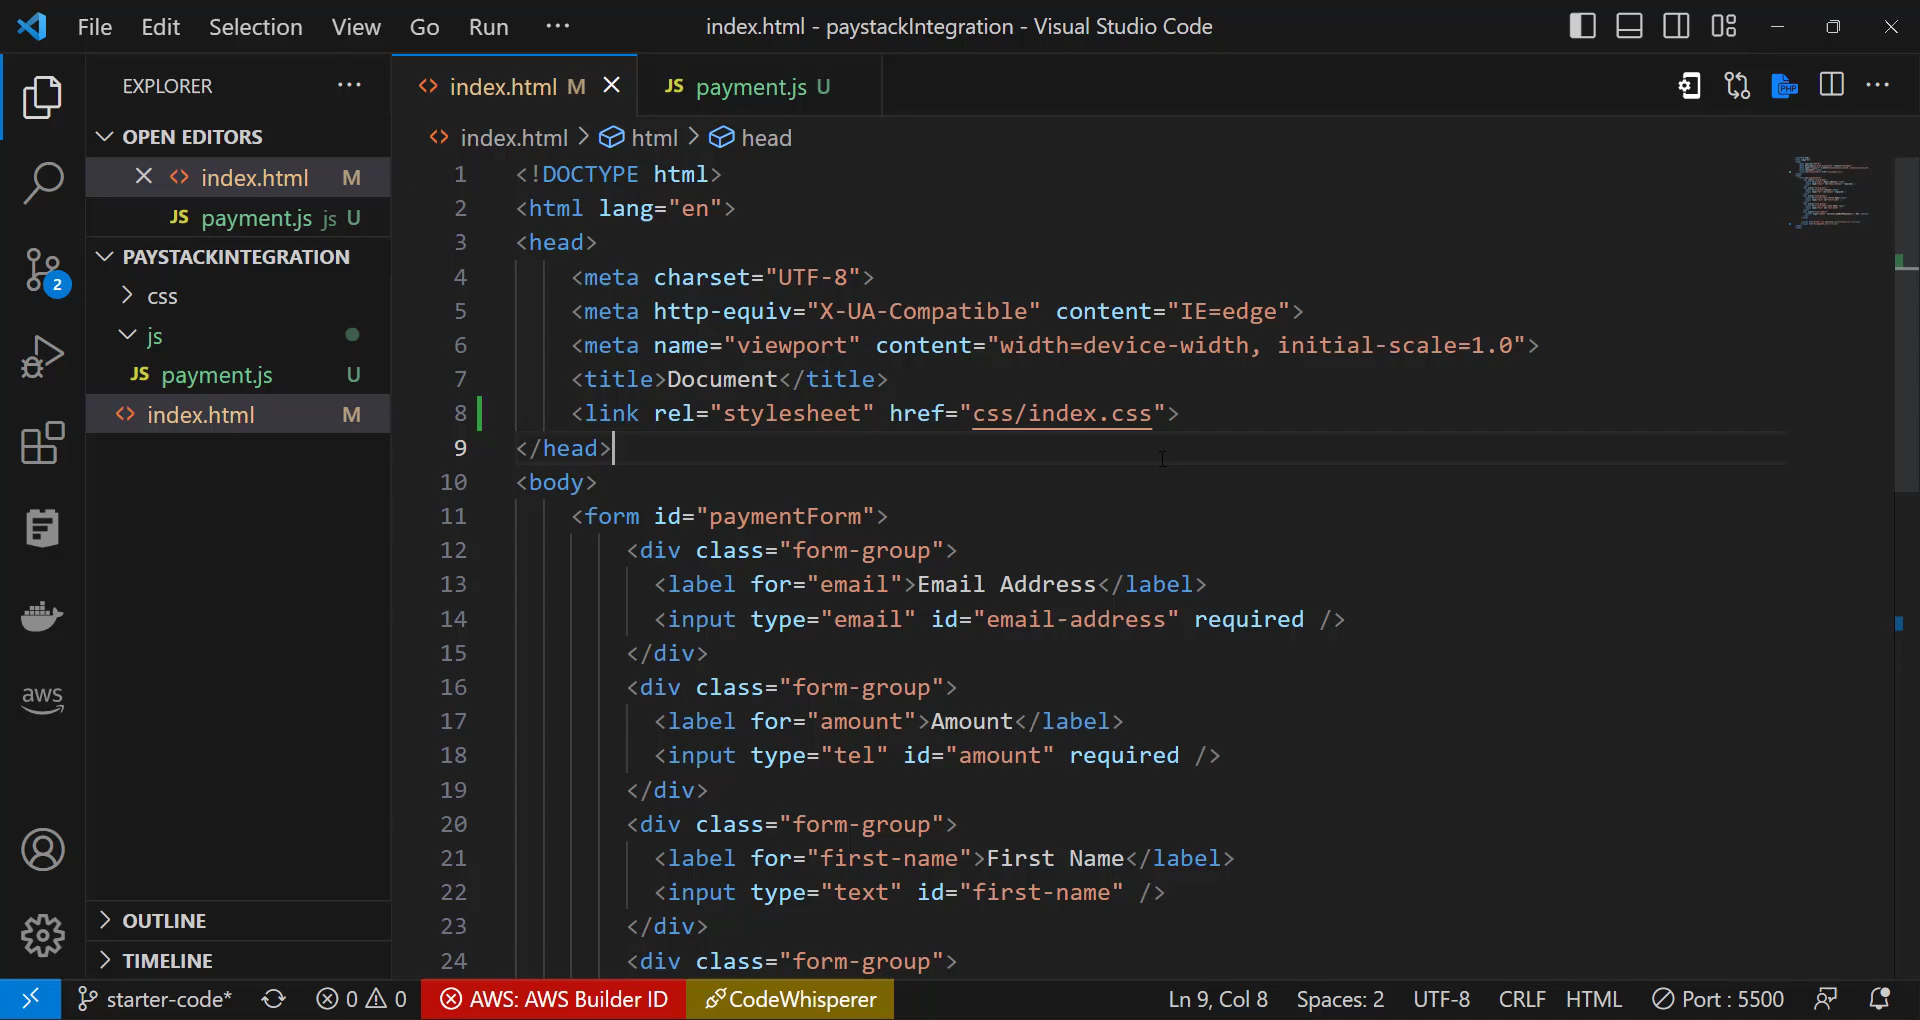 File Edit Selection View Go Run ··· index.html - paystackIntegration - Visual Studio Code
EXPLORER ···
OPEN EDITORS
index.html M
JS payment.js js U
PAYSTACKINTEGRATION
css
js
JS payment.js U
index.html M
OUTLINE
TIMELINE
2
aws
<> index.html M
JS payment.js U
PHP ···
<> index.html > html > head
1 <!DOCTYPE html>
2 <html lang="en">
3 <head>
4 <meta charset="UTF-8">
5 <meta http-equiv="X-UA-Compatible" content="IE=edge">
6 <meta name="viewport" content="width=device-width, initial-scale=1.0">
7 <title>Document</title>
8 <link rel="stylesheet" href="css/index.css">
9 </head>
10 <body>
11 <form id="paymentForm">
12 <div class="form-group">
13 <label for="email">Email Address</label>
14 <input type="email" id="email-address" required />
15 </div>
16 <div class="form-group">
17 <label for="amount">Amount</label>
18 <input type="tel" id="amount" required />
19 </div>
20 <div class="form-group">
21 <label for="first-name">First Name</label>
22 <input type="text" id="first-name" />
23 </div>
24 <div class="form-group">
starter-code* 0 0 AWS: AWS Builder ID CodeWhisperer Ln 9, Col 8 Spaces: 2 UTF-8 CRLF HTML Port : 5500